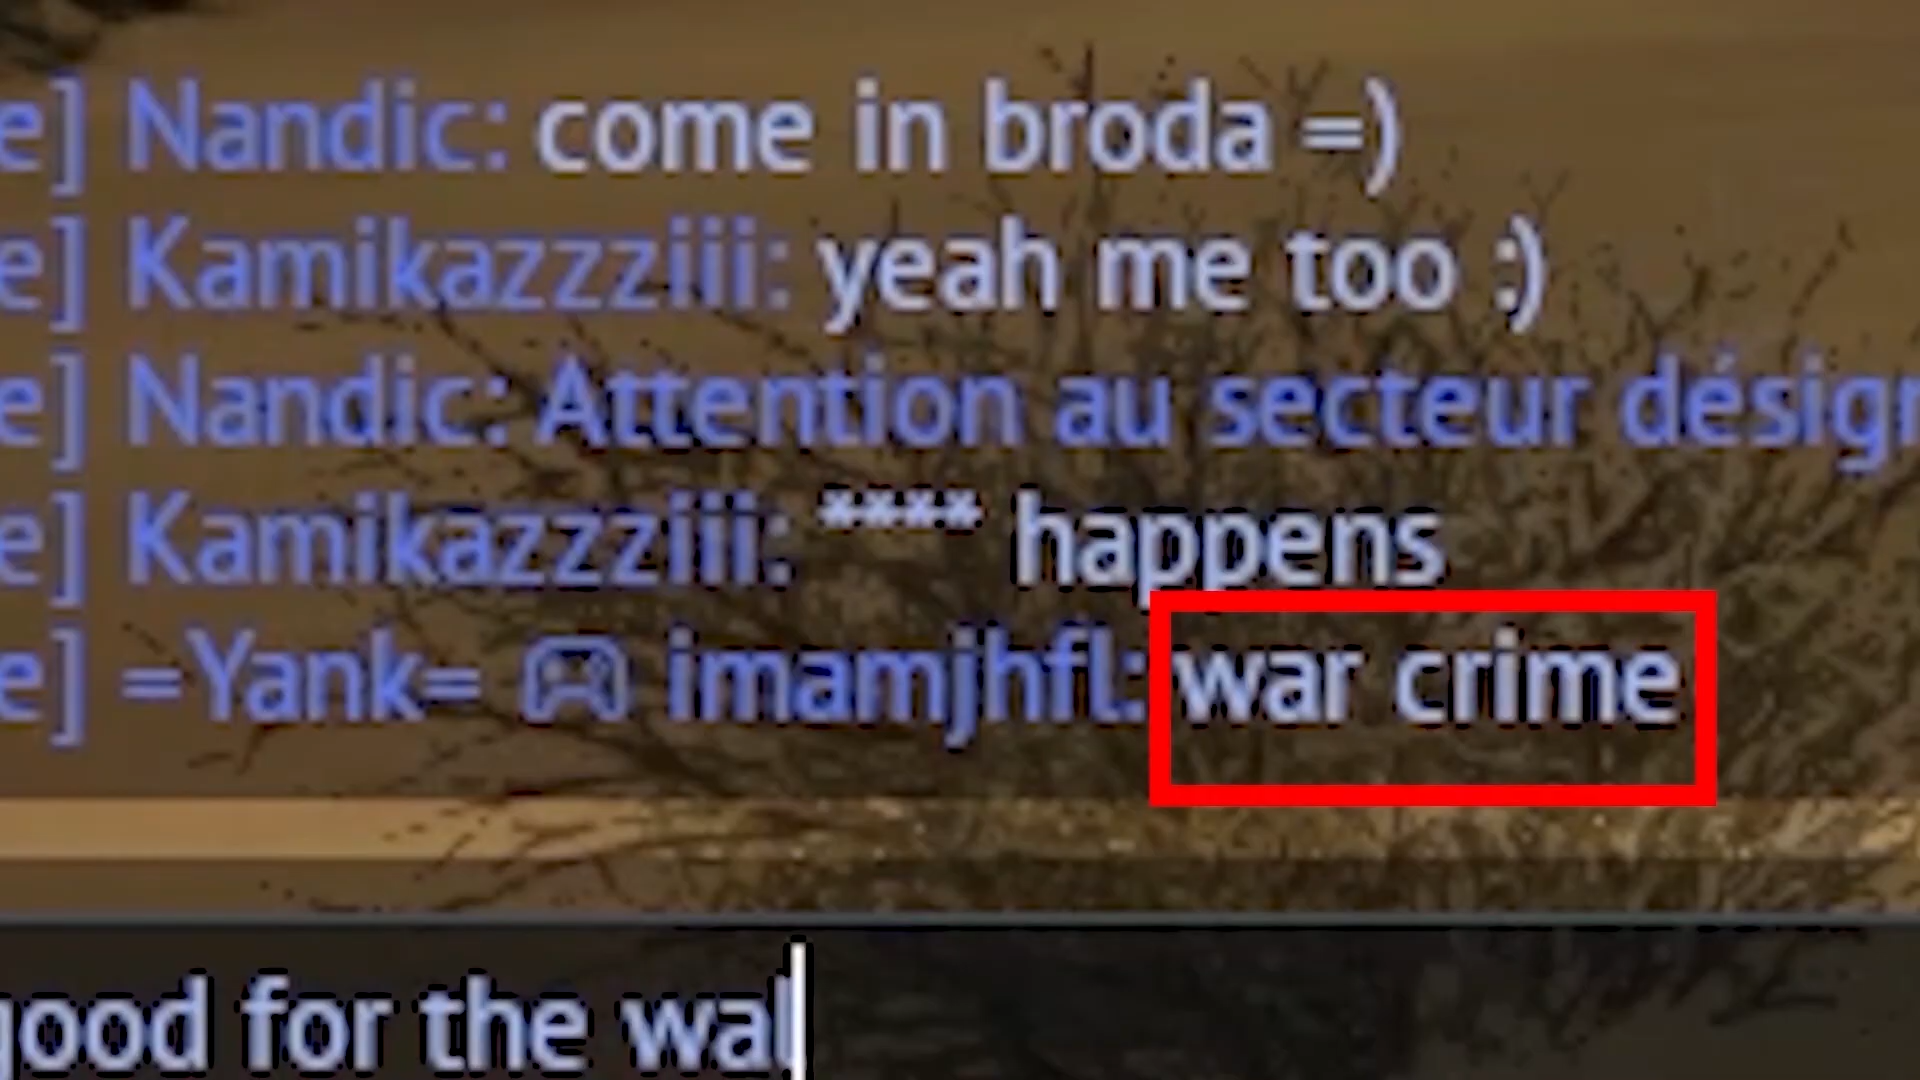 e] Nandic: come in broda =)
e] Kamikazzziii: yeah me too :)
e] Nandic: Attention au secteur désign
e] Kamikazzziii: **** happens
e] =Yank= imamjhfl: war crime
good for the wal